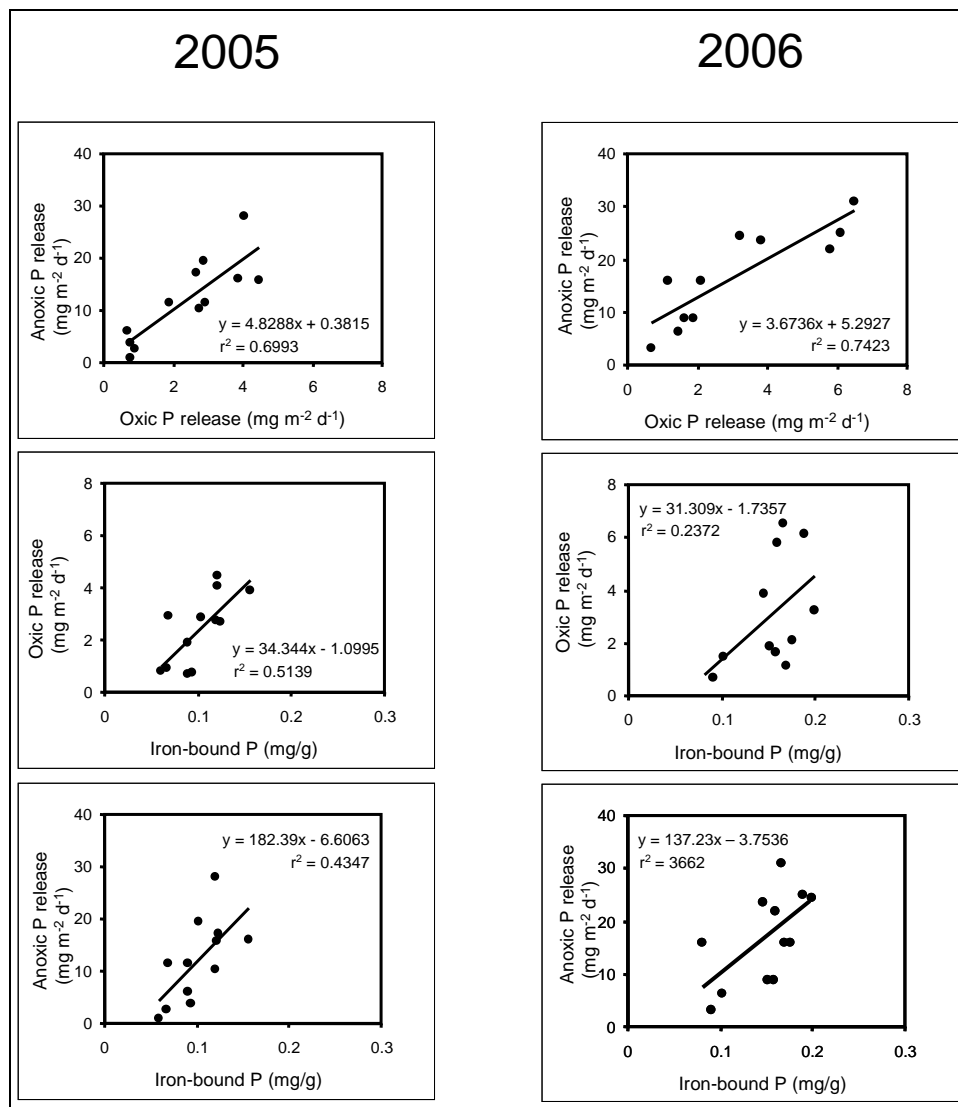 2005
2006
40
30
20
10
0
Anoxic P release
(mg m-2 d-1)
y = 4.8288x + 0.3815
r2 = 0.6993
0 2 4 6 8
Oxic P release (mg m-2 d-1)
40
30
20
10
0
Anoxic P release
(mg m-2 d-1)
y = 3.6736x + 5.2927
r2 = 0.7423
0 2 4 6 8
Oxic P release (mg m-2 d-1)
8
6
4
2
0
Oxic P release
(mg m-2 d-1)
y = 34.344x - 1.0995
r2 = 0.5139
0 0.1 0.2 0.3
Iron-bound P (mg/g)
8
6
4
2
0
Oxic P release
(mg m-2 d-1)
y = 31.309x - 1.7357
r2 = 0.2372
0 0.1 0.2 0.3
Iron-bound P (mg/g)
40
30
20
10
0
Anoxic P release
(mg m-2 d-1)
y = 182.39x - 6.6063
r2 = 0.4347
0 0.1 0.2 0.3
Iron-bound P (mg/g)
40
30
20
10
0
Anoxic P release
(mg m-2 d-1)
y = 137.23x – 3.7536
r2 = 3662
0 0.1 0.2 0.3
Iron-bound P (mg/g)